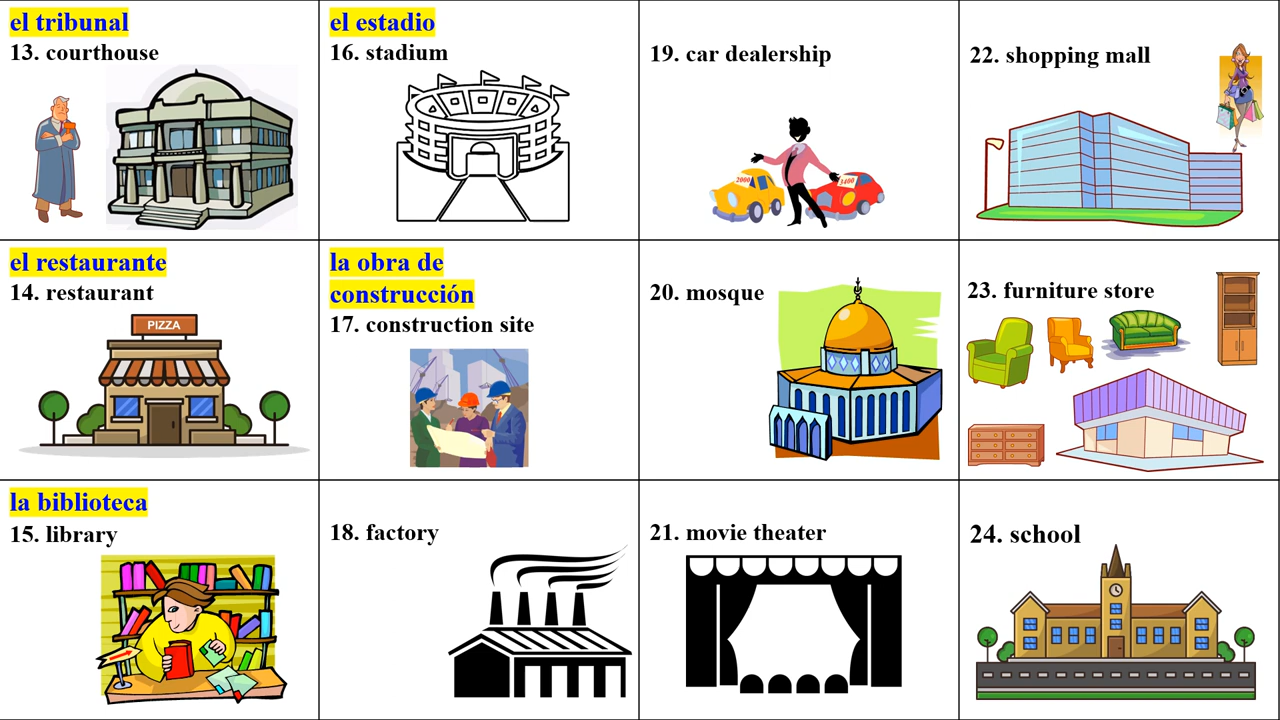 el tribunal
13. courthouse
el estadio
16. stadium
19. car dealership
2000
3400
22. shopping mall
el restaurante
14. restaurant
PIZZA
la obra de
construcción
17. construction site
20. mosque
23. furniture store
la biblioteca
15. library
18. factory
21. movie theater
24. school